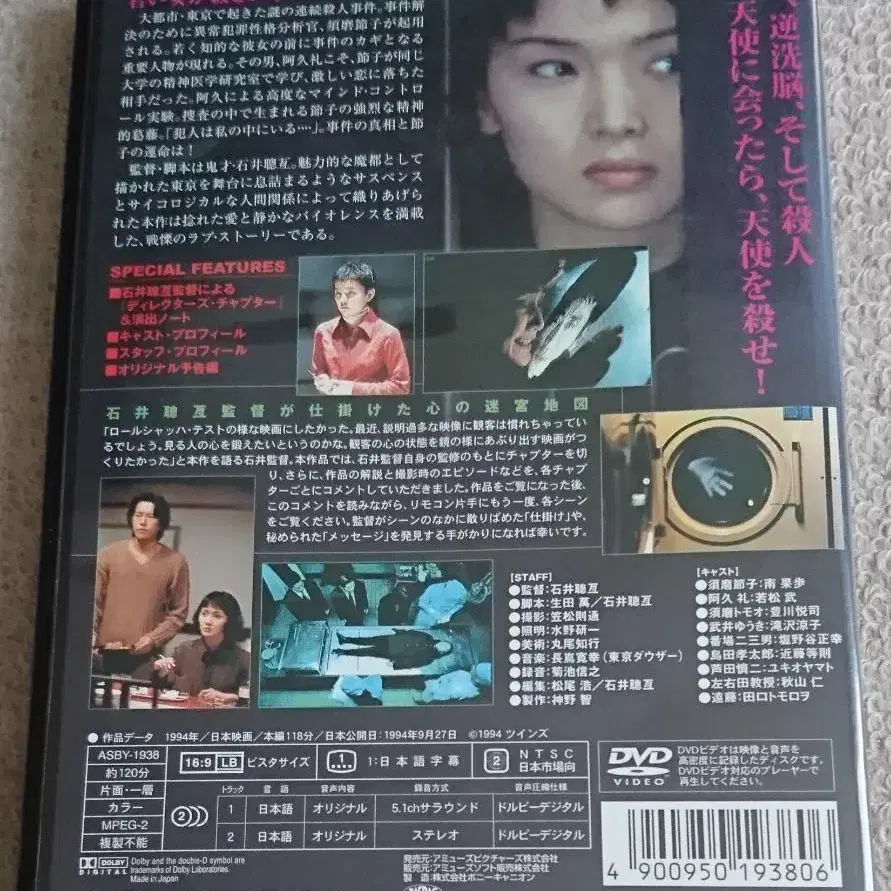 大都市・東京で起きた謎の連続殺人事件。事件解
決のために異常犯罪性格分析官、須磨節子が起用
される。若く知的な彼女の前に事件のカギとなる
重要人物が現れる。その男、阿久礼こそ、節子が同じ
大学の精神医学研究室で学び、激しい恋に落ちた
相手だった。阿久による高度なマインド・コントロ
ール実験。捜査の中で生まれる節子の強烈な精神
的葛藤。「犯人は私の中にいる…」。事件の真相と節
子の運命は!
監督・脚本は鬼才・石井聰亙。魅力的な魔都として
描かれた東京を舞台に息詰まるようなサスペンス
とサイコロジカルな人間関係によって織りあげら
れた本作は捻れた愛と静かなバイオレンスを満載
した、戦慄のラブ・ストーリーである。
、逆洗脳、そして殺人
天使に会ったら、天使を殺せ!
SPECIAL FEATURES
■石井聰亙監督による
「ディレクターズ・チャプター」
&演出ノート
■キャスト・プロフィール
■スタッフ・プロフィール
■オリジナル予告編
石井聰亙監督が仕掛けた心の迷宮地図
「ロールシャッハ・テストの様な映画にしたかった。最近、説明過多な映像に観客は慣れちゃってい
るでしょう。見る人の心を鍛えたいというのかな。観客の心の状態を鏡の様にあぶり出す映画がつ
くりたかった」と本作を語る石井監督。本作品では、石井監督自身の監修のもとにチャプターを切
り、さらに、作品の解説と撮影時のエピソードなどを、各チャプ
ターごとにコメントしていただきました。作品をご覧になった後、
このコメントを読みながら、リモコン片手にもう一度、各シーン
をご覧ください。監督がシーンのなかに散りばめた「仕掛け」や、
秘められた「メッセージ」を発見する手がかりになれば幸いです。
[STAFF]
●監督:石井聰亙
●脚本:生田 萬/石井聰亙
●撮影:笠松則通
●照明:水野研一
●美術:丸尾知行
●音楽:長嶌寛幸(東京ダウザー)
●録音:菊池信之
●編集:松尾 浩/石井聰亙
●製作:神野 智
[キャスト]
●須磨節子:南 果歩
●阿久 礼:若松 武
●須磨トモオ:豊川悦司
●武井ゆうき:滝沢涼子
●番場二三男:塩野谷正幸
●島田孝太郎:近藤等則
●芦田慎二:ユキオヤマト
●左右田教授:秋山 仁
●遠藤:田口トモロヲ
●作品データ 1994年/日本映画/本編118分/日本公開日:1994年9月27日 ©1994 ツインズ
ASBY-1938
約120分
片面・一層
カラー
MPEG-2
複製不能
16:9 LB ビスタサイズ
1 1:日本語字幕
2 NTSC
日本市場向
2
トラック 言語 音声内容 録音方式 音声圧縮仕様
1 日本語 オリジナル 5.1chサラウンド ドルビーデジタル
2 日本語 オリジナル ステレオ ドルビーデジタル
DVD
VIDEO
DVDビデオは映像と音声を
高密度に記録したディスクです。
DVDビデオ対応のプレーヤーで
再生してください。
DOLBY
DIGITAL
Dolby and the double-D symbol are
trademarks of Dolby Laboratories.
Made in Japan
発売元:アミューズピクチャーズ株式会社
販売元:アミューズソフト販売株式会社
製 造:株式会社ポニーキャニオン
4 900950 193806